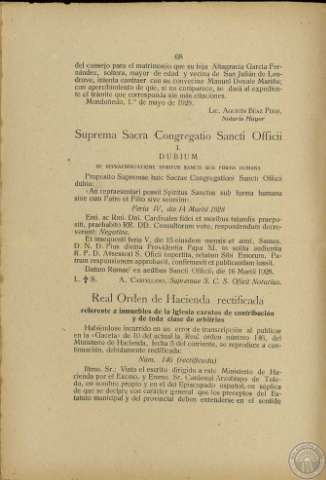 68
del consejo para el matrimonio que su hija Altagracia García Fer-
nández, soltera, mayor de edad y vecina de San Julián de Lan-
drove, intenta contraer con su convecino Manuel Dovale Mariño,
con apercibimiento de que, si no comparece, se dará al expedien-
te el trámite que corresponda sin más citaciones.
Mondoñedo, 1.º de mayo de 1928.
Lic. Agustín Díaz
Notario Mayor
Suprema Sacra Congregatio Sancti Officii
I.
DUBIUM
DE REPRAESENTATIONE SPIRITUS SANCTI SUB FORMA HUMANA
Proposito Supremae huic Sacrae Congregationi Sancti Officii
dubio:
«An repraesentari possit Spiritus Sanctus sub forma humana
sive cum Patre et Filio sive seorsim»:
Feria IV, die 14 Martii 1928
Emi. ac Rmi. Dni. Cardinales fidei et moribus tutandis praepo-
siti, praehabito RR. DD. Consultorum voto, respondendum decre-
verunt: Negative.
Et insequenti feria V, die 15 eiusdem mensis et anni, Ssmus.
D. N. D. Pius divina Providentia Papa XI. in solita audientia
R. P. D. Assessori S. Oficii impertita, relatam Sibi Emorum. Pa-
trum responsionem approbavit, confirmavit et publicandam iussit.
Datum Romae ex aedibus Sancti Officii, die 16 Martii 1928.
L. † S. A. Castellano, Supremae S. C. S. Oficii Notarius.
Real Orden de Hacienda rectificada
referente a inmuebles de la Iglesia exentos de contribución
y de toda clase de arbitrios
Habiéndose incurrido en un error de transcripción al publicar
en la «Gaceta» de 10 del actual la Real orden número 146, del
Ministerio de Hacienda, fecha 5 del corriente, se reproduce a con-
tinuación, debidamente rectificada:
Núm. 146 (rectificada)
Ilmo. Sr.: Visto el escrito dirigido a este Ministerio de Ha-
cienda por el Excmo. y Emmo. Sr. Cardenal Arzobispo de Tole-
do, en nombre propio y en el del Episcopado español, en súplica
de que se declare con carácter general que los preceptos del Es-
tatuto municipal y del provincial deben entenderse en el sentido